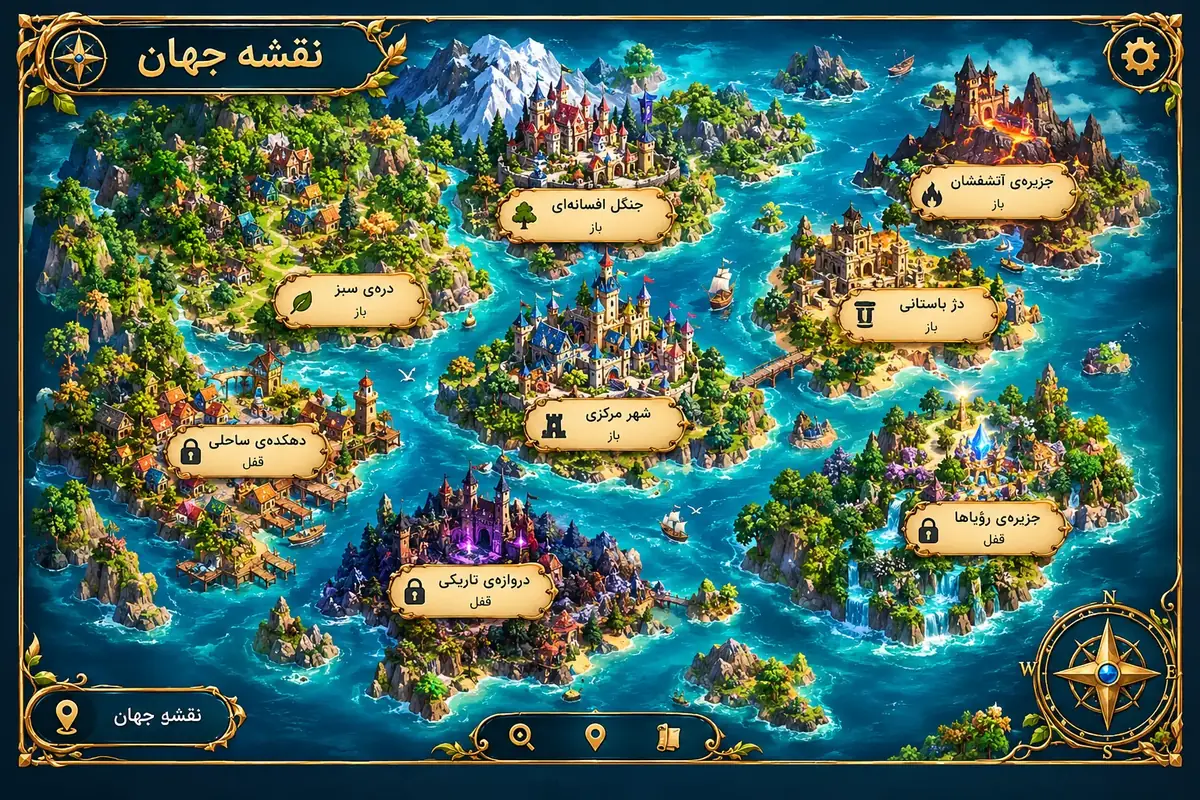 نقشه جهان
جزیره‌ی آتشفشان
باز
جنگل افسانه‌ای
باز
دره‌ی سبز
باز
دژ باستانی
باز
شهر مرکزی
باز
دهکده‌ی ساحلی
قفل
جزیره‌ی رؤیاها
قفل
دروازه‌ی تاریکی
قفل
N
W
E
S
نقشهٔ جهان